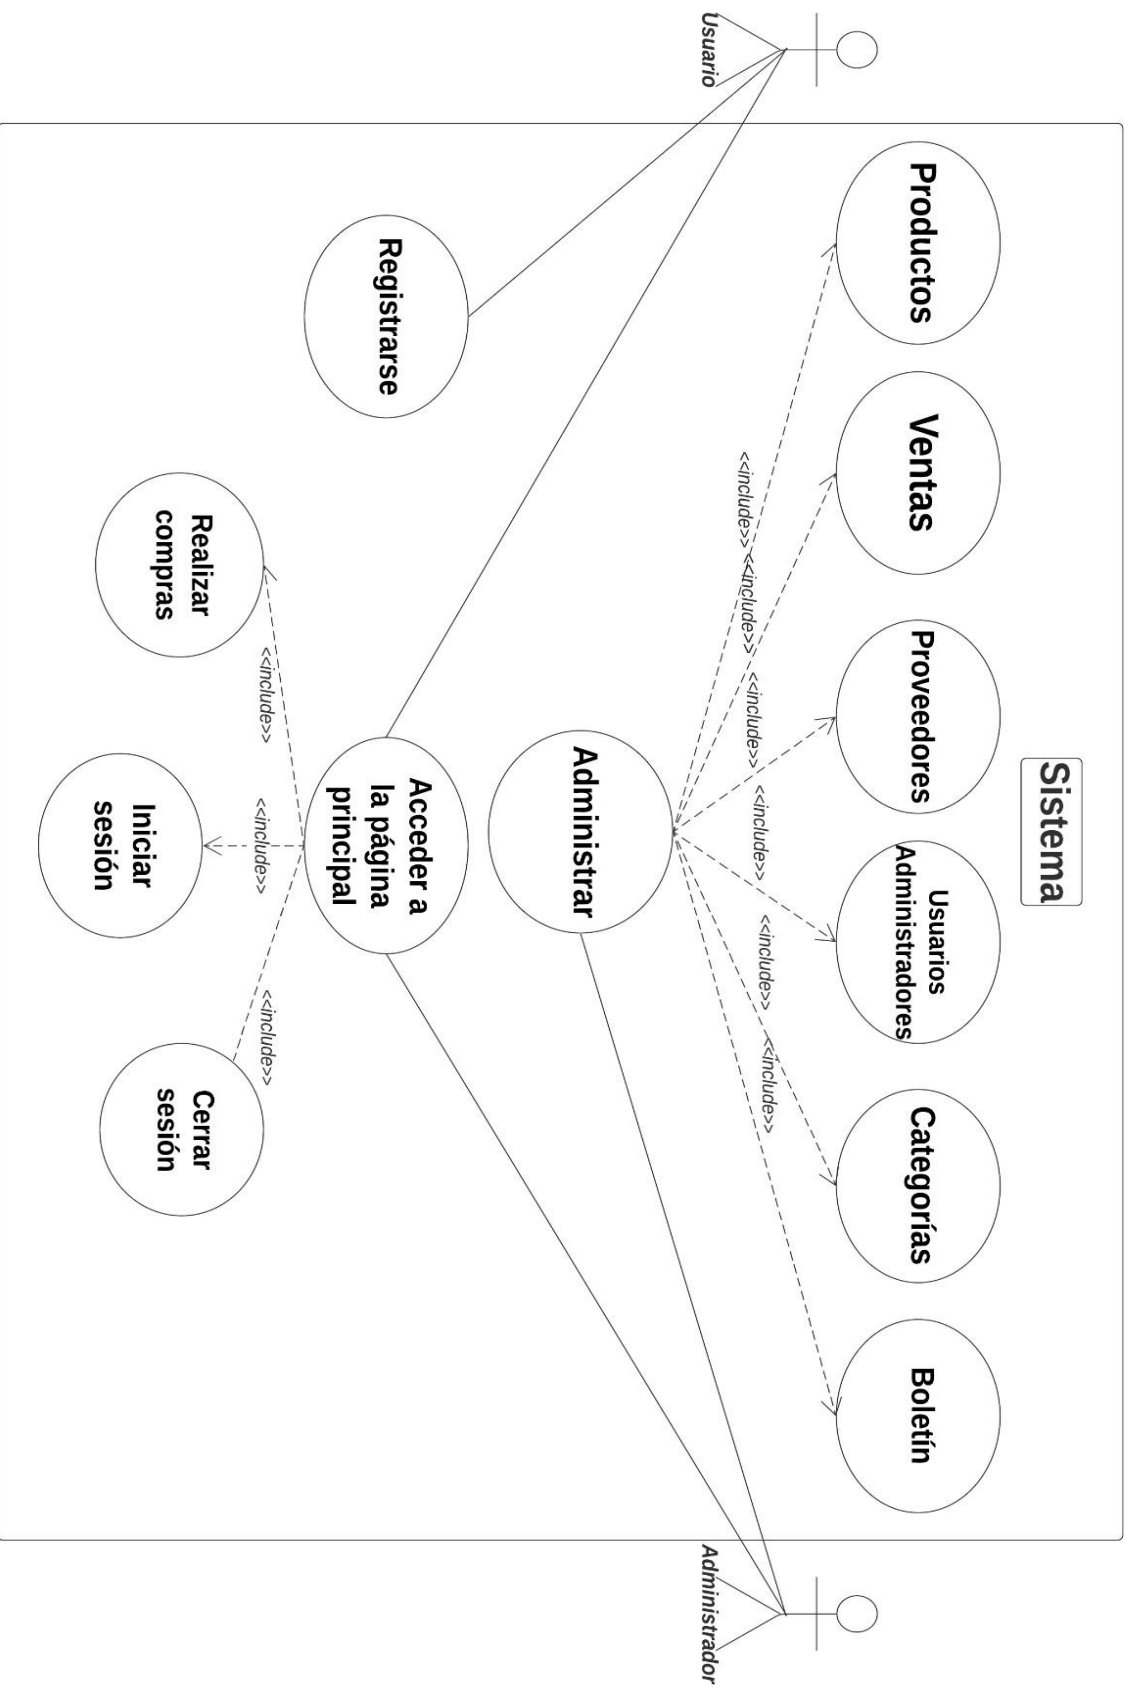 Sistema
Productos
Ventas
Proveedores
Usuarios
Administradores
Categorías
Boletín
Usuario
Administrador
<<include>>
<<include>>
<<include>>
<<include>>
<<include>>
<<include>>
Administrar
Registrarse
Acceder a
la página
principal
<<include>>
<<include>>
<<include>>
Realizar
compras
Iniciar
sesión
Cerrar
sesión